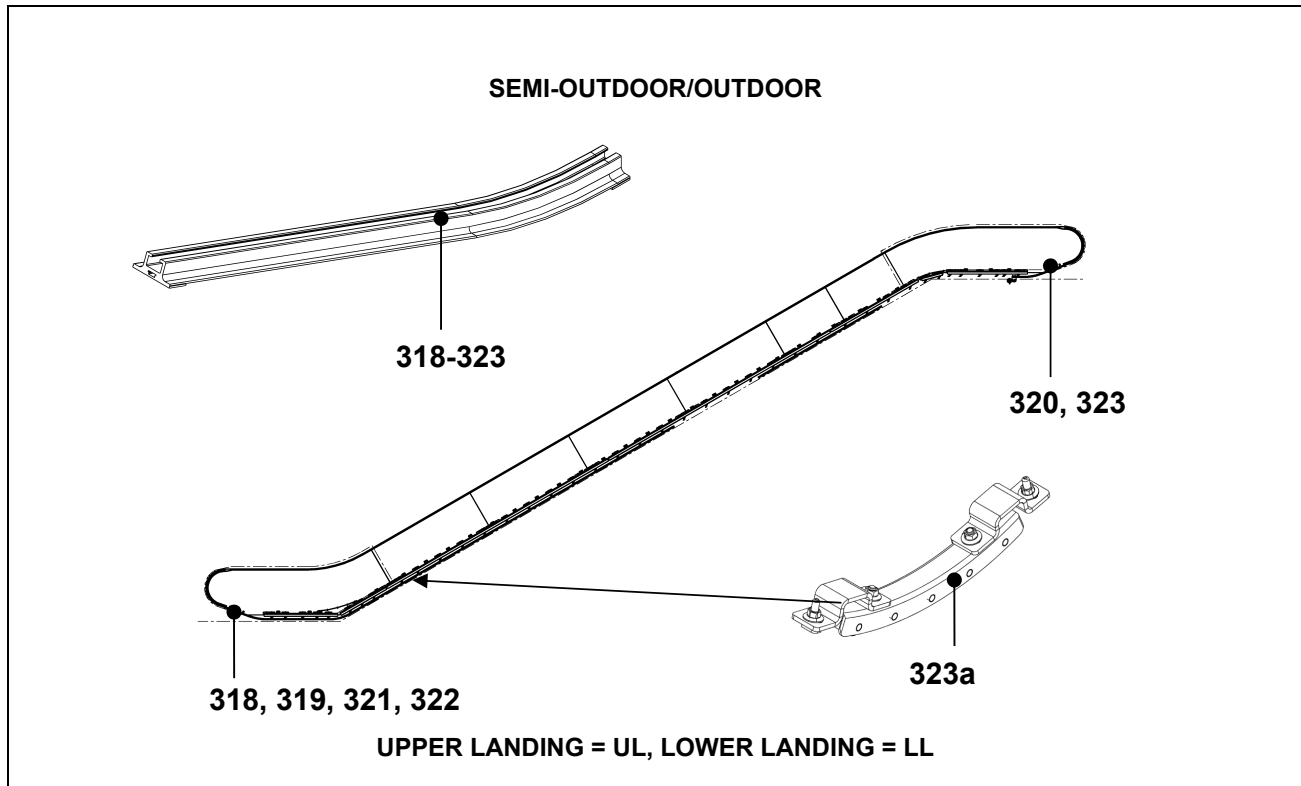 SEMI-OUTDOOR/OUTDOOR
318-323
320, 323
323a
318, 319, 321, 322
UPPER LANDING = UL, LOWER LANDING = LL